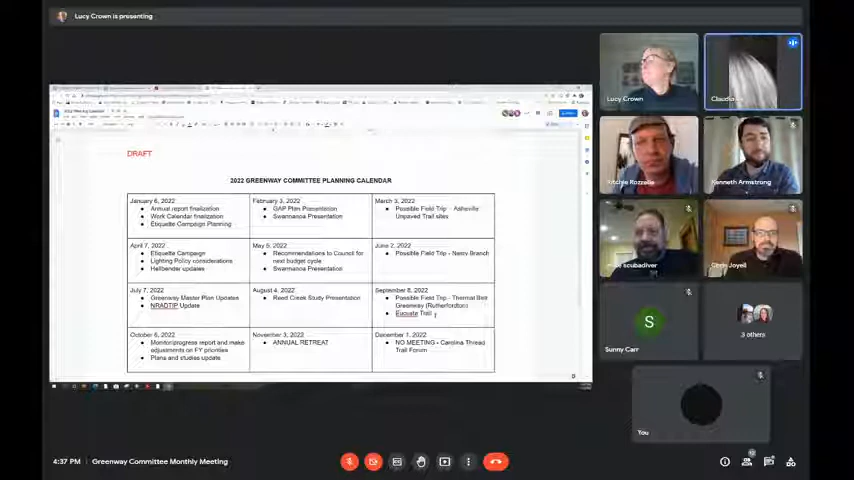 Lucy Crown is presenting
DRAFT
2022 GREENWAY COMMITTEE PLANNING CALENDAR
January 6, 2022
Annual report finalization
Work Calendar finalization
Etiquette Campaign Planning
February 3, 2022
GAP Plan Presentation
Swannanoa Presentation
March 3, 2022
Possible Field Trip - Asheville
Unpaved Trail sites
April 7, 2022
Etiquette Campaign
Lighting Policy considerations
Hellbender updates
May 5, 2022
Recommendations to Council for
next budget cycle
Swannanoa Presentation
June 2, 2022
Possible Field Trip - Nasty Branch
July 7, 2022
Greenway Master Plan Updates
NRADTIP Update
August 4, 2022
Reed Creek Study Presentation
September 8, 2022
Possible Field Trip - Thermal Belt
Greenway (Rutherfordton)
Ecusta Trail
October 6, 2022
Monitor/progress report and make
adjustments on FY priorities
Plans and studies update
November 3, 2022
ANNUAL RETREAT
December 1, 2022
NO MEETING - Carolina Thread
Trail Forum
Lucy Crown
Claudia
Ritchie Rozzelle
Kenneth Armstrong
mike scubadiver
Chris Joyell
S
Sunny Carr
3 others
You
4:37 PM
Greenway Committee Monthly Meeting